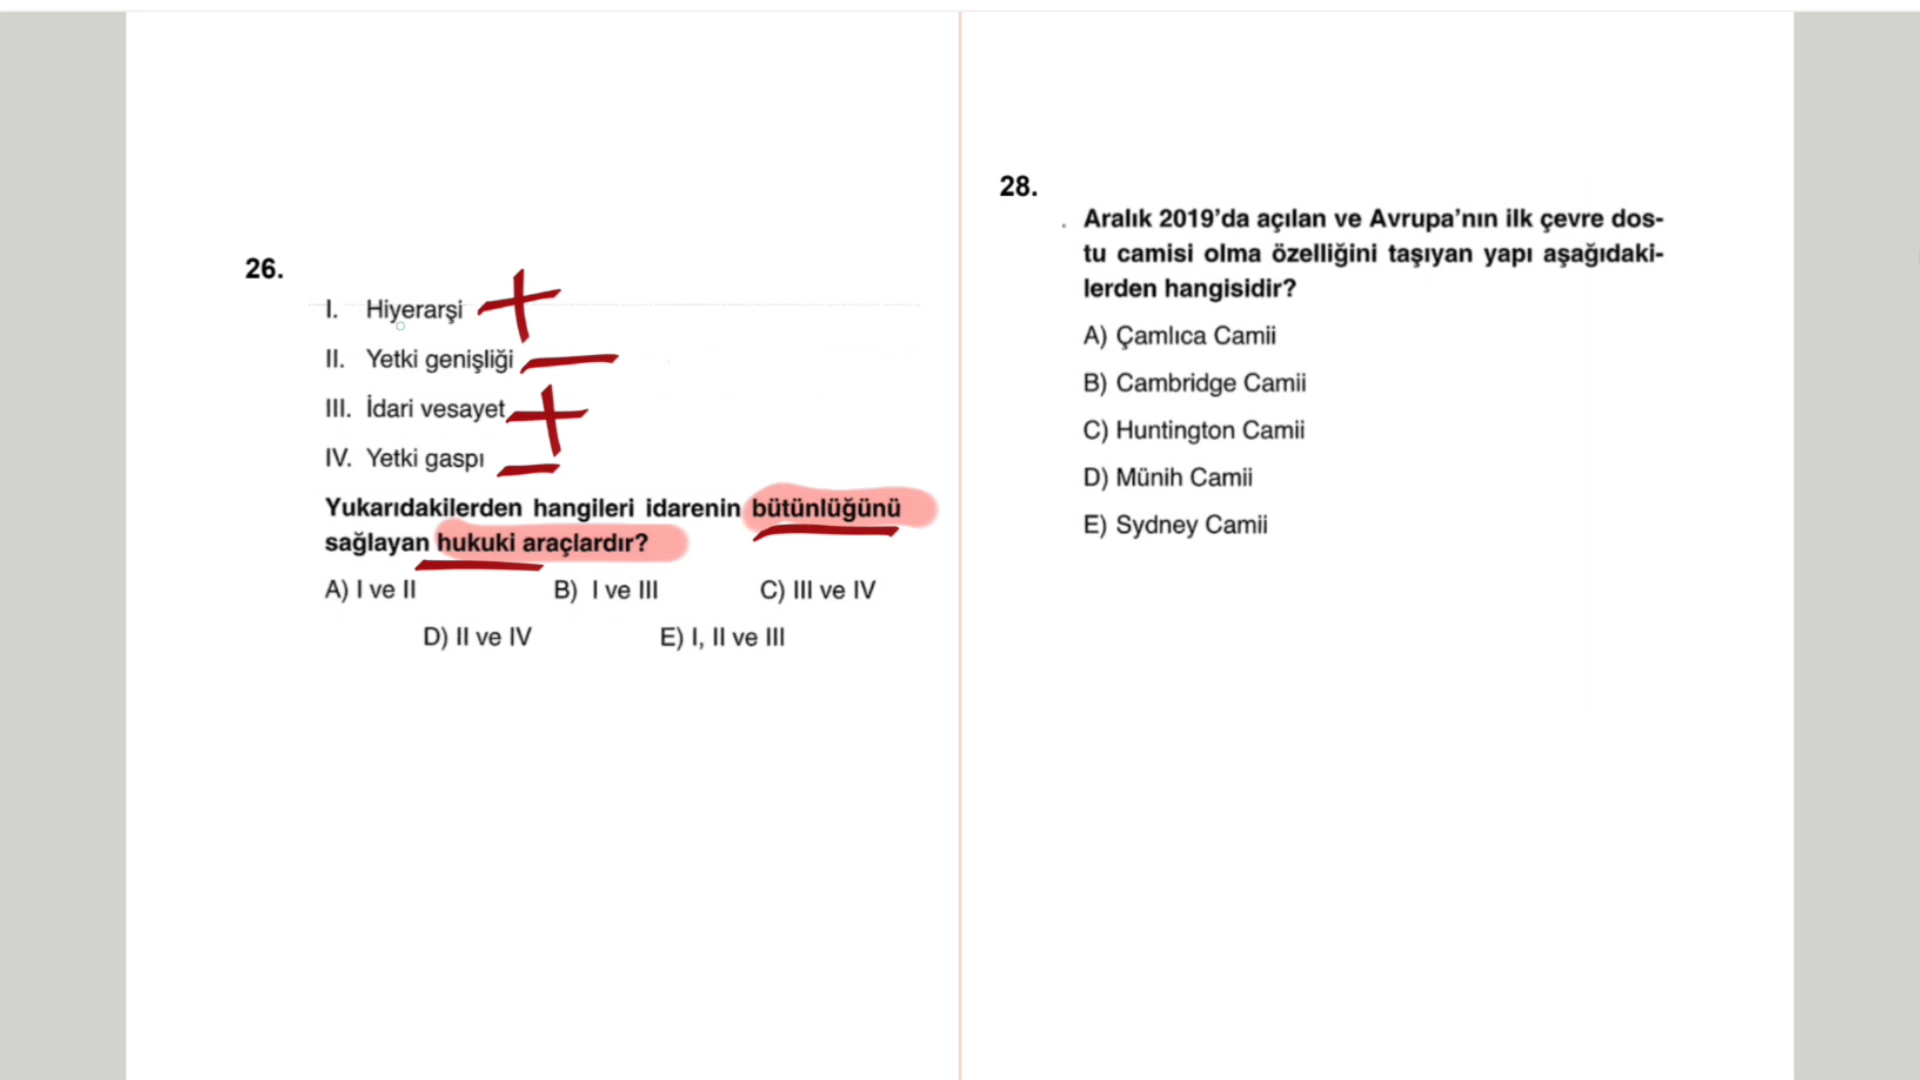 26.
I. Hiyerarşi
II. Yetki genişliği
III. İdari vesayet
IV. Yetki gaspı
Yukarıdakilerden hangileri idarenin bütünlüğünü
sağlayan hukuki araçlardır?
A) I ve II B) I ve III C) III ve IV
D) II ve IV E) I, II ve III
28.
Aralık 2019’da açılan ve Avrupa’nın ilk çevre dos-
tu camisi olma özelliğini taşıyan yapı aşağıdaki-
lerden hangisidir?
A) Çamlıca Camii
B) Cambridge Camii
C) Huntington Camii
D) Münih Camii
E) Sydney Camii